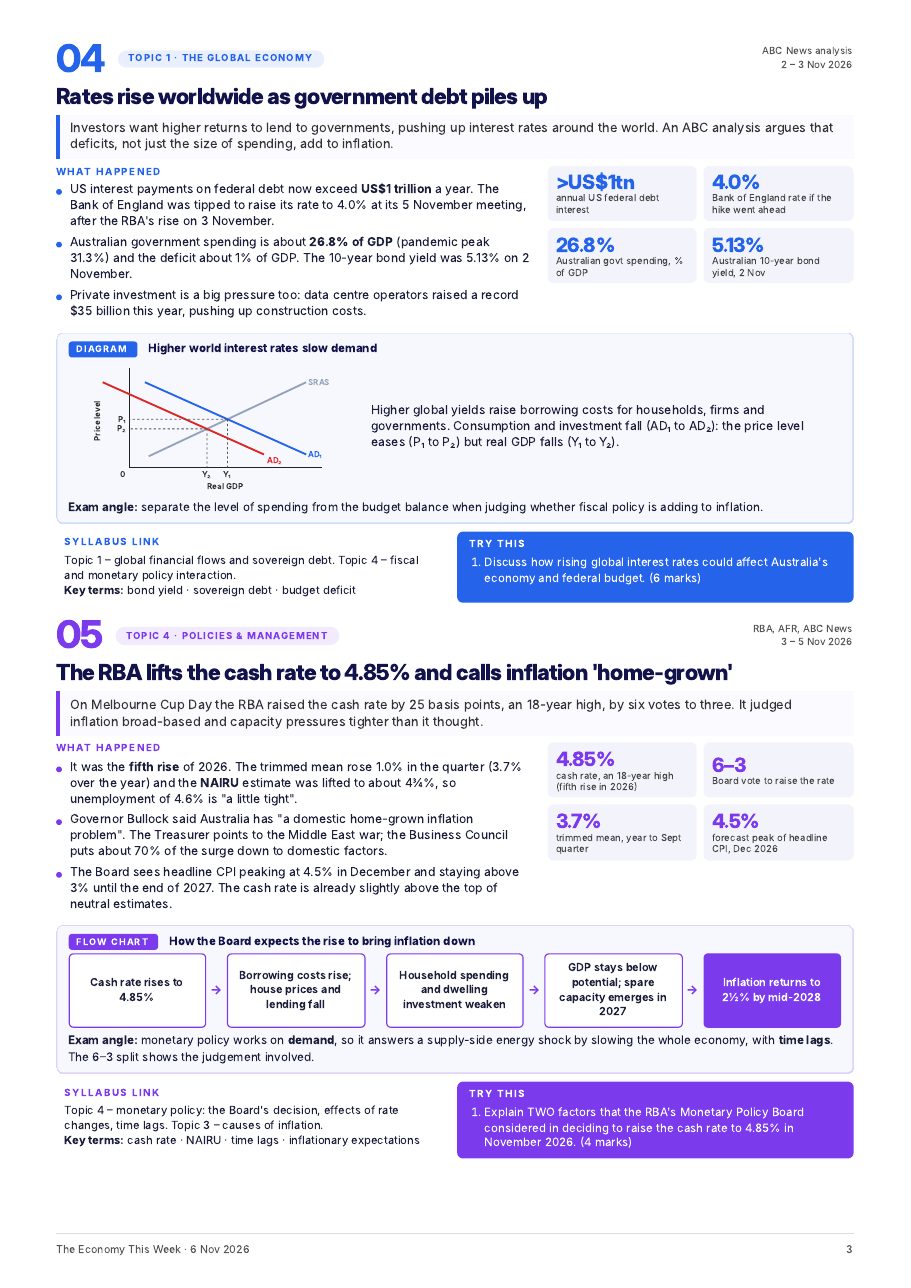 04
TOPIC 1 · THE GLOBAL ECONOMY
ABC News analysis
2 – 3 Nov 2026
Rates rise worldwide as government debt piles up
Investors want higher returns to lend to governments, pushing up interest rates around the world. An ABC analysis argues that
deficits, not just the size of spending, add to inflation.
WHAT HAPPENED
• US interest payments on federal debt now exceed US$1 trillion a year. The
Bank of England was tipped to raise its rate to 4.0% at its 5 November meeting,
after the RBA's rise on 3 November.
• Australian government spending is about 26.8% of GDP (pandemic peak
31.3%) and the deficit about 1% of GDP. The 10-year bond yield was 5.13% on 2
November.
• Private investment is a big pressure too: data centre operators raised a record
$35 billion this year, pushing up construction costs.
>US$1tn
annual US federal debt
interest
4.0%
Bank of England rate if the
hike went ahead
26.8%
Australian govt spending, %
of GDP
5.13%
Australian 10-year bond
yield, 2 Nov
DIAGRAM
Higher world interest rates slow demand
Price level
SRAS
P₁
P₂
AD₁
AD₂
0
Y₂
Y₁
Real GDP
Higher global yields raise borrowing costs for households, firms and
governments. Consumption and investment fall (AD₁ to AD₂): the price level
eases (P₁ to P₂) but real GDP falls (Y₁ to Y₂).
Exam angle: separate the level of spending from the budget balance when judging whether fiscal policy is adding to inflation.
SYLLABUS LINK
Topic 1 – global financial flows and sovereign debt. Topic 4 – fiscal
and monetary policy interaction.
Key terms: bond yield · sovereign debt · budget deficit
TRY THIS
1. Discuss how rising global interest rates could affect Australia's
economy and federal budget. (6 marks)
05
TOPIC 4 · POLICIES & MANAGEMENT
RBA, AFR, ABC News
3 – 5 Nov 2026
The RBA lifts the cash rate to 4.85% and calls inflation 'home-grown'
On Melbourne Cup Day the RBA raised the cash rate by 25 basis points, an 18-year high, by six votes to three. It judged
inflation broad-based and capacity pressures tighter than it thought.
WHAT HAPPENED
• It was the fifth rise of 2026. The trimmed mean rose 1.0% in the quarter (3.7%
over the year) and the NAIRU estimate was lifted to about 4¾%, so
unemployment of 4.6% is "a little tight".
• Governor Bullock said Australia has "a domestic home-grown inflation
problem". The Treasurer points to the Middle East war; the Business Council
puts about 70% of the surge down to domestic factors.
• The Board sees headline CPI peaking at 4.5% in December and staying above
3% until the end of 2027. The cash rate is already slightly above the top of
neutral estimates.
4.85%
cash rate, an 18-year high
(fifth rise in 2026)
6–3
Board vote to raise the rate
3.7%
trimmed mean, year to Sept
quarter
4.5%
forecast peak of headline
CPI, Dec 2026
FLOW CHART
How the Board expects the rise to bring inflation down
Cash rate rises to
4.85%
→
Borrowing costs rise;
house prices and
lending fall
→
Household spending
and dwelling
investment weaken
→
GDP stays below
potential; spare
capacity emerges in
2027
→
Inflation returns to
2½% by mid-2028
Exam angle: monetary policy works on demand, so it answers a supply-side energy shock by slowing the whole economy, with time lags.
The 6–3 split shows the judgement involved.
SYLLABUS LINK
Topic 4 – monetary policy: the Board's decision, effects of rate
changes, time lags. Topic 3 – causes of inflation.
Key terms: cash rate · NAIRU · time lags · inflationary expectations
TRY THIS
1. Explain TWO factors that the RBA's Monetary Policy Board
considered in deciding to raise the cash rate to 4.85% in
November 2026. (4 marks)
The Economy This Week · 6 Nov 2026
3